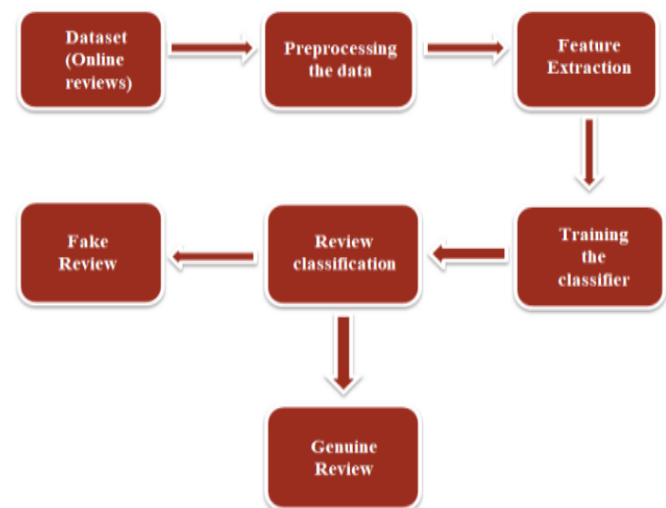 Dataset
(Online
reviews)
Preprocessing
the data
Feature
Extraction
Training
the
classifier
Review
classification
Fake
Review
Genuine
Review